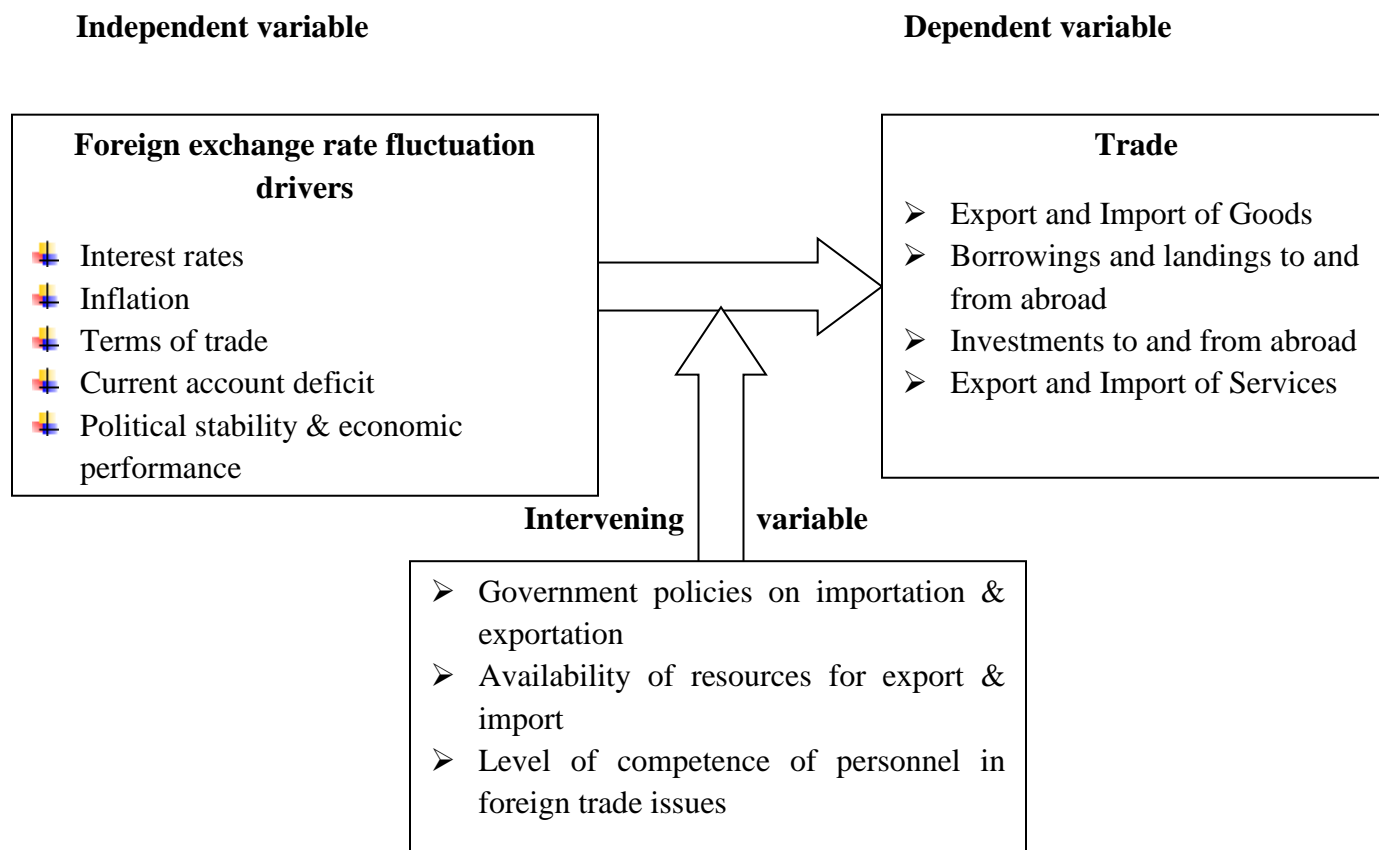 Independent variable
Dependent variable
Foreign exchange rate fluctuation
drivers
Interest rates
Inflation
Terms of trade
Current account deficit
Political stability & economic
performance
Trade
Export and Import of Goods
Borrowings and landings to and
from abroad
Investments to and from abroad
Export and Import of Services
Intervening variable
Government policies on importation &
exportation
Availability of resources for export &
import
Level of competence of personnel in
foreign trade issues